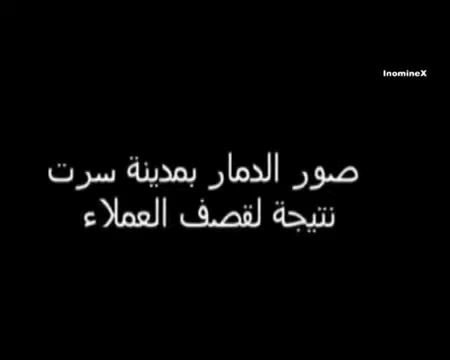 InomineX
صور الدمار بمدينة سرت
نتيجة لقصف العملاء